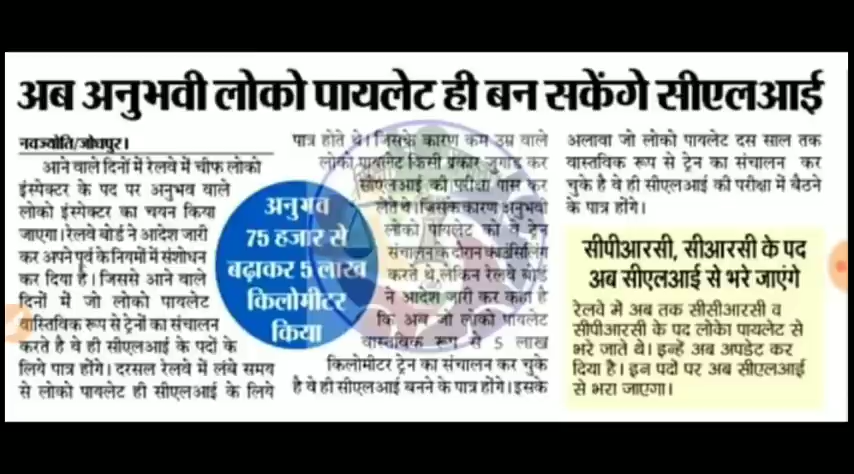 अब अनुभवी लोको पायलेट ही बन सकेंगे सीएलआई
नवज्योति/जोधपुर।
आने वाले दिनों में रेलवे में चीफ लोको
इंस्पेक्टर के पद पर अनुभव वाले
लोको इंस्पेक्टर का चयन किया
जाएगा। रेलवे बोर्ड ने आदेश जारी
कर अपने पूर्व के नियमों में संशोधन
कर दिया है। जिससे आने वाले
दिनों में जो लोको पायलेट
वास्तिविक रूप से ट्रेनों का संचालन
करते है वे ही सीएलआई के पदों के
लिये पात्र होंगे। दरसल रेलवे में लंबे समय
से लोको पायलेट ही सीएलआई के लिये
अनुभव
75 हजार से
बढ़ाकर 5 लाख
किलोमीटर
किया
पात्र होते थे। जिसके कारण कम उम्र वाले
लोको पायलेट किसी प्रकार जुगाड कर
सीएलआई की परीक्षा पास कर
लेते थे। जिसके कारण अनुभवी
लोको पायलेट को वे ट्रेन
संचालन के दौरान काउंसिलिंग
करते थे, लेकिन रेलवे बोर्ड
ने आदेश जारी कर कहा है
कि अब जो लोको पायलेट
वास्तविक रूप से 5 लाख
किलोमीटर ट्रेन का संचालन कर चुके
है वे ही सीएलआई बनने के पात्र होंगे। इसके
अलावा जो लोको पायलेट दस साल तक
वास्तविक रूप से ट्रेन का संचालन कर
चुके है वे ही सीएलआई की परीक्षा में बैठने
के पात्र होंगे।
सीपीआरसी, सीआरसी के पद
अब सीएलआई से भरे जाएंगे
रेलवे में अब तक सीसीआरसी व
सीपीआरसी के पद लोको पायलेट से
भरे जाते थे। इन्हें अब अपडेट कर
दिया है। इन पदों पर अब सीएलआई
से भरा जाएगा।